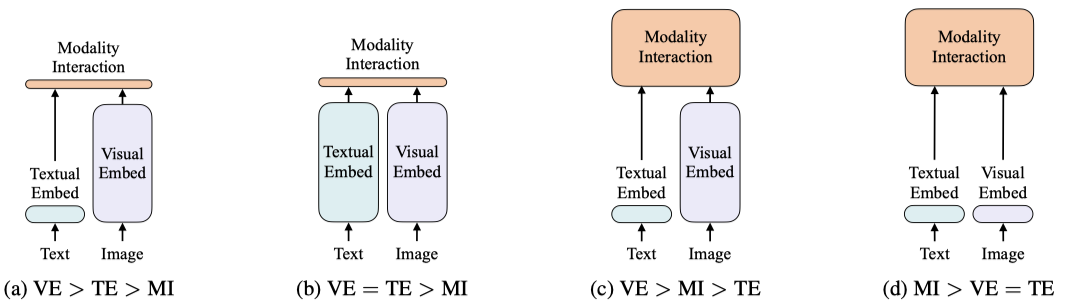 Modality
Interaction
Textual
Embed
Visual
Embed
Text
Image
(a) VE > TE > MI
Modality
Interaction
Textual
Embed
Visual
Embed
Text
Image
(b) VE = TE > MI
Modality
Interaction
Textual
Embed
Visual
Embed
Text
Image
(c) VE > MI > TE
Modality
Interaction
Textual
Embed
Visual
Embed
Text
Image
(d) MI > VE = TE